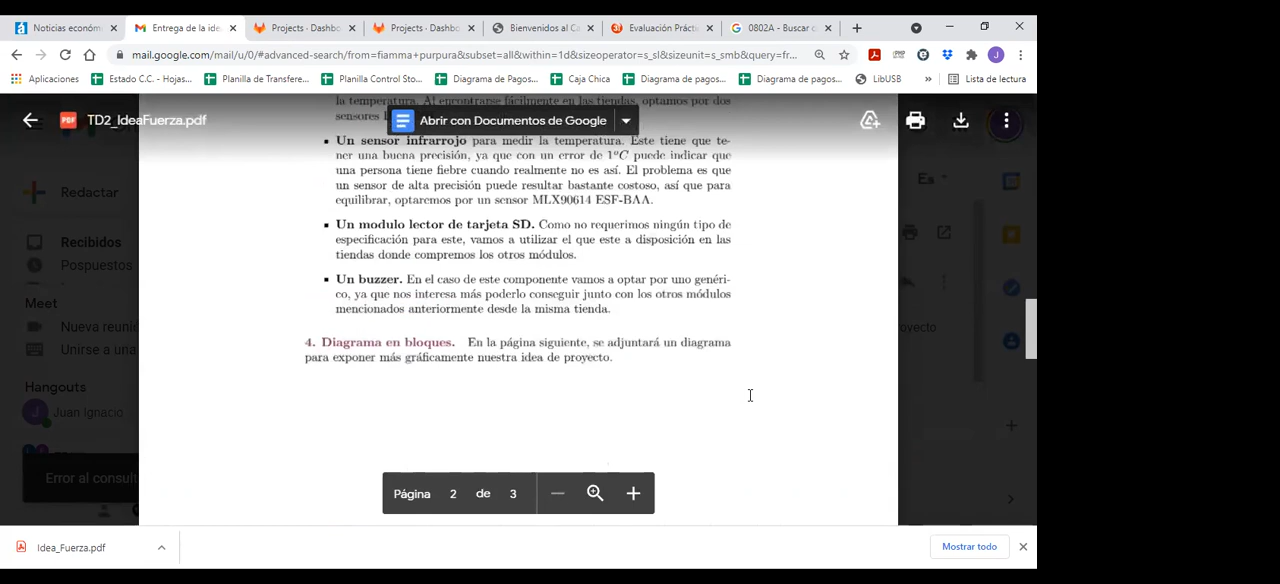 Noticias económ
Entrega de la ide
Projects · Dashbo
Projects · Dashbo
Bienvenidos al Ca
Evaluación Prácti
0802A - Buscar c
mail.google.com/mail/u/0/#advanced-search/from=fiamma+purpura&subset=all&within=1d&sizeoperator=s_sl&sizeunit=s_smb&query=fr...
Aplicaciones
Estado C.C. - Hojas...
Planilla de Transfere...
Planilla Control Sto...
Diagrama de Pagos...
Caja Chica
Diagrama de pagos...
Diagrama de pagos...
LibUSB
»
Lista de lectura
TD2_IdeaFuerza.pdf
Abrir con Documentos de Google
la temperatura. Al encontrarse fácilmente en las tiendas, optamos por dos
sensores
▪ Un sensor infrarrojo para medir la temperatura. Este tiene que te-
ner una buena precisión, ya que con un error de 1°C puede indicar que
una persona tiene fiebre cuando realmente no es así. El problema es que
un sensor de alta precisión puede resultar bastante costoso, así que para
equilibrar, optaremos por un sensor MLX90614 ESF-BAA.
▪ Un modulo lector de tarjeta SD. Como no requerimos ningún tipo de
especificación para este, vamos a utilizar el que este a disposición en las
tiendas donde compremos los otros módulos.
▪ Un buzzer. En el caso de este componente vamos a optar por uno genéri-
co, ya que nos interesa más poderlo conseguir junto con los otros módulos
mencionados anteriormente desde la misma tienda.
4. Diagrama en bloques. En la página siguiente, se adjuntará un diagrama
para exponer más gráficamente nuestra idea de proyecto.
Redactar
Recibidos
Pospuestos
Meet
Nueva reuni
Unirse a una
Hangouts
Juan Ignacio
Error al consult
Es
oyecto
Página 2 de 3
Idea_Fuerza.pdf
Mostrar todo